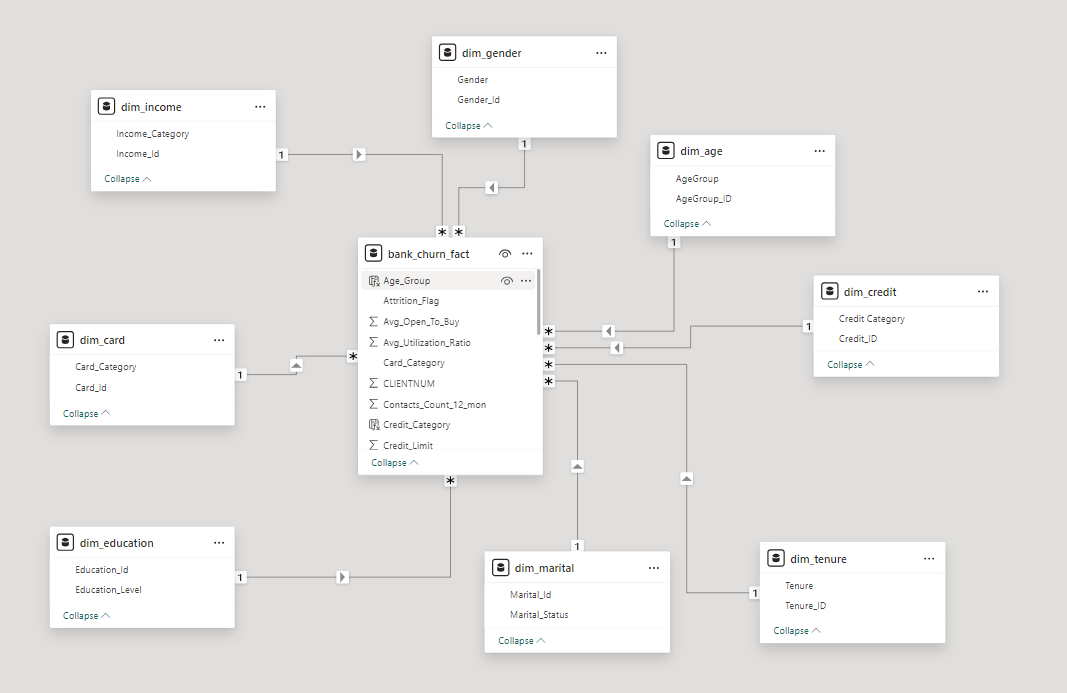 dim_gender
Gender
Gender_Id
Collapse
1
dim_income
Income_Category
Income_Id
Collapse
1
dim_age
AgeGroup
AgeGroup_ID
Collapse
1
* *
bank_churn_fact
Age_Group
Attrition_Flag
Avg_Open_To_Buy
Avg_Utilization_Ratio
Card_Category
CLIENTNUM
Contacts_Count_12_mon
Credit_Category
Credit_Limit
Collapse
*
*
*
*
*
*
dim_credit
Credit Category
Credit_ID
Collapse
1
dim_card
Card_Category
Card_Id
Collapse
1
dim_education
Education_Id
Education_Level
Collapse
1
1
dim_marital
Marital_Id
Marital_Status
Collapse
dim_tenure
Tenure
Tenure_ID
Collapse
1